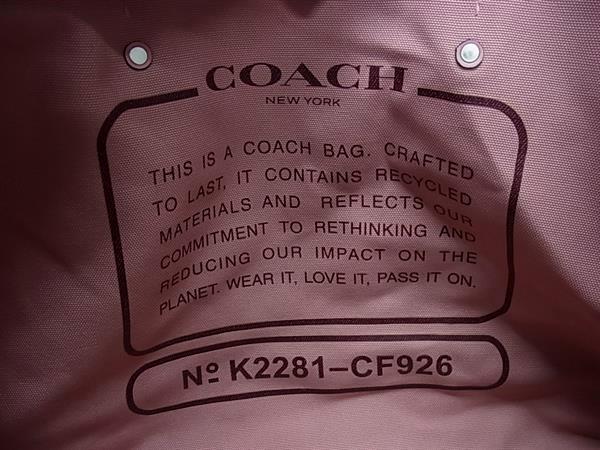 COACH
NEW YORK
THIS IS A COACH BAG. CRAFTED
TO LAST, IT CONTAINS RECYCLED
MATERIALS AND REFLECTS OUR
COMMITMENT TO RETHINKING AND
REDUCING OUR IMPACT ON THE
PLANET. WEAR IT, LOVE IT, PASS IT ON.
Nº K2281–CF926